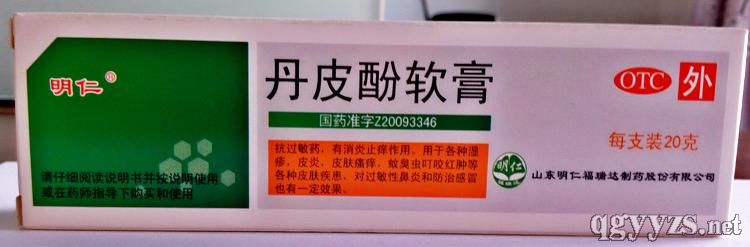 明仁®
丹皮酚软膏
国药准字Z20093346
OTC
外
抗过敏药，有消炎止痒作用。用于各种湿
疹，皮炎，皮肤瘙痒，蚊臭虫叮咬红肿等
各种皮肤疾患，对过敏性鼻炎和防治感冒
也有一定效果。
每支装20克
请仔细阅读说明书并按说明使用
或在药师指导下购买和使用
明仁
福瑞达
山东明仁福瑞达制药股份有限公司
qgyyzs.net